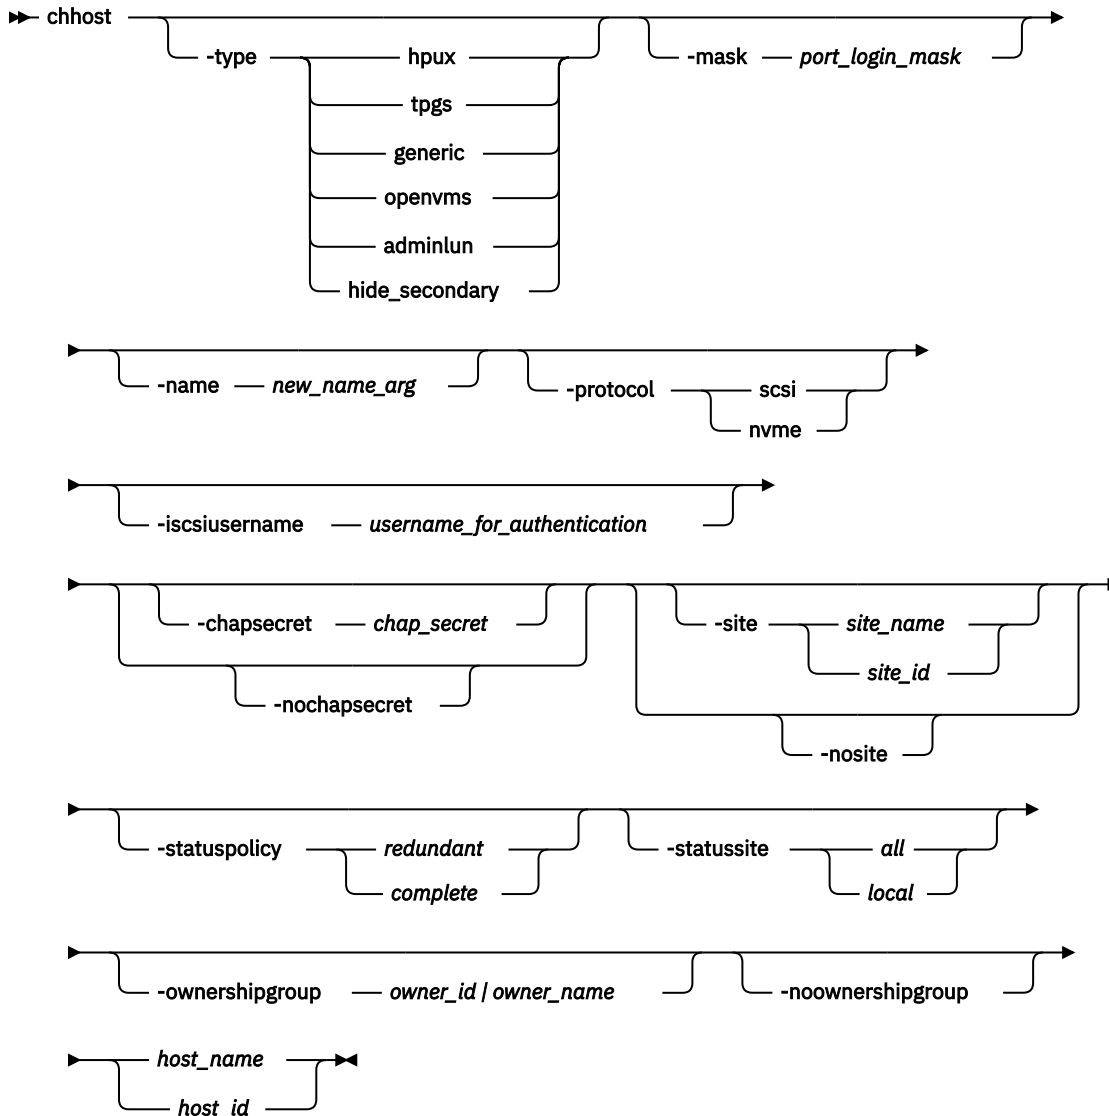 chhost
-type hpux -mask port_login_mask
tpgs
generic
openvms
adminlun
hide_secondary
-name new_name_arg -protocol scsi
nvme
-iscsiusername username_for_authentication
-chapsecret chap_secret -site site_name
site_id
-nochapsecret
-nosite
-statuspolicy redundant -statussite all
complete local
-ownershipgroup owner_id | owner_name -noownershipgroup
host_name
host_id